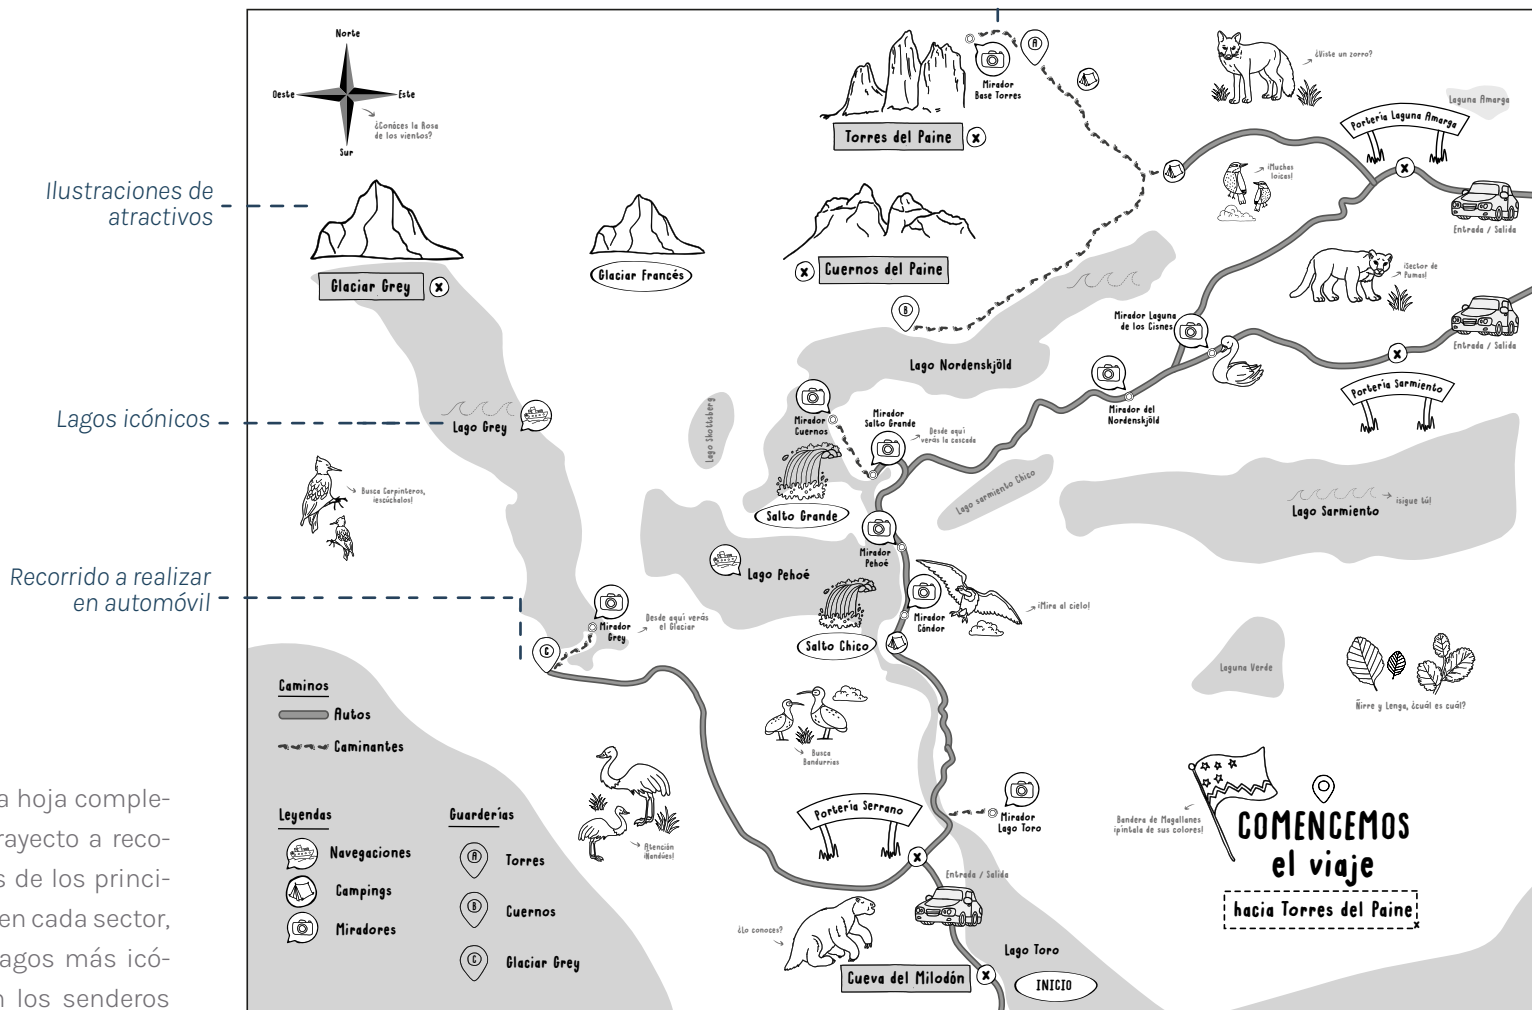 Norte
Oeste
Este
¿Conoces la Rosa
de los vientos?
Sur
Ilustraciones de
atractivos
Lagos icónicos
Recorrido a realizar
en automóvil
a hoja comple-
rayecto a reco-
s de los princi-
en cada sector,
agos más icó-
n los senderos
A
Mirador
Base Torres
Torres del Paine
x
¿Viste un zorro?
Laguna Amarga
Portería Laguna Amarga
x
¡Muchas
loicas!
Entrada / Salida
Glaciar Grey
x
Glaciar Francés
x
Cuernos del Paine
¡Sector de
Pumas!
B
Mirador Laguna
de los Cisnes
Entrada / Salida
x
Lago Nordenskjöld
Portería Sarmiento
Mirador del
Nordenskjöld
Lago Grey
Lago Skottsberg
Mirador
Cuernos
Mirador
Salto Grande
Desde aquí
verás la cascada
Busca Carpinteros,
¡escúchalos!
Lago Sarmiento Chico
¡sigue tú!
Lago Sarmiento
Salto Grande
Mirador
Pehoé
Lago Pehoé
Mirador
Cóndor
¡Mira al cielo!
Mirador
Grey
Desde aquí verás
el Glaciar
Salto Chico
C
Laguna Verde
Ñirre y Lenga, ¿cuál es cuál?
Caminos
Autos
Caminantes
Busca
Bandurrias
Leyendas
Navegaciones
Campings
Miradores
Guarderías
A
Torres
B
Cuernos
C
Glaciar Grey
Atención
¡Ñandúes!
Portería Serrano
x
Mirador
Lago Toro
Bandera de Magallanes
¡píntala de sus colores!
COMENCEMOS
el viaje
hacia Torres del Paine
x
Entrada / Salida
¿Lo conoces?
Cueva del Milodón
x
Lago Toro
INICIO